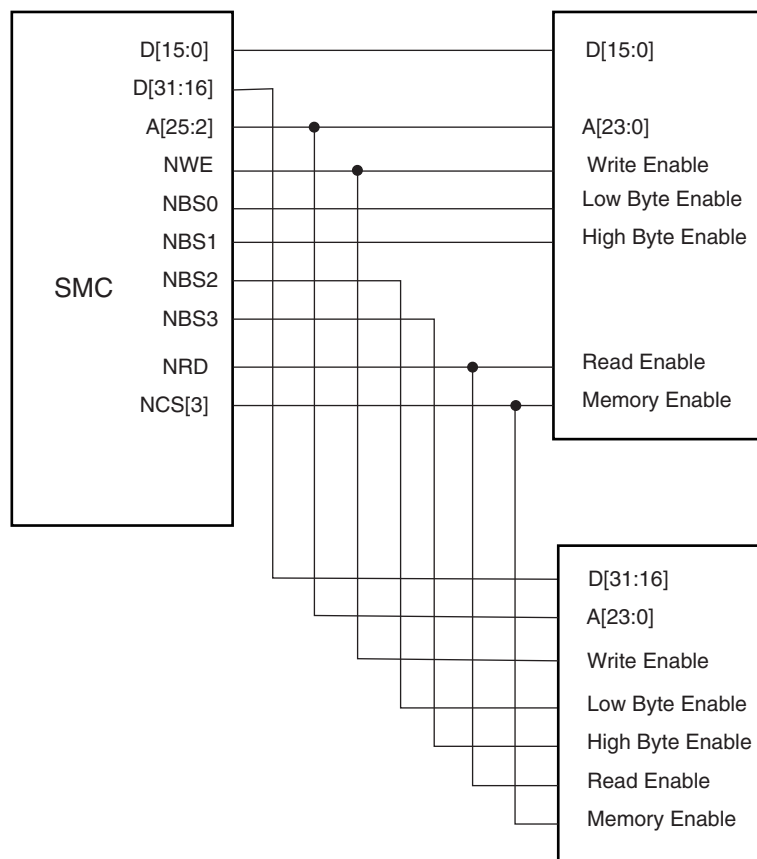 D[15:0]
D[31:16]
A[25:2]
NWE
NBS0
NBS1
NBS2
NBS3
NRD
NCS[3]
SMC
D[15:0]
A[23:0]
Write Enable
Low Byte Enable
High Byte Enable
Read Enable
Memory Enable
D[31:16]
A[23:0]
Write Enable
Low Byte Enable
High Byte Enable
Read Enable
Memory Enable